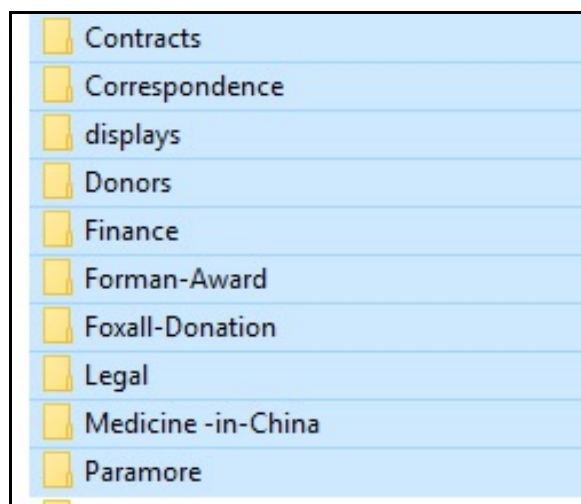 Contracts
Correspondence
displays
Donors
Finance
Forman-Award
Foxall-Donation
Legal
Medicine -in-China
Paramore